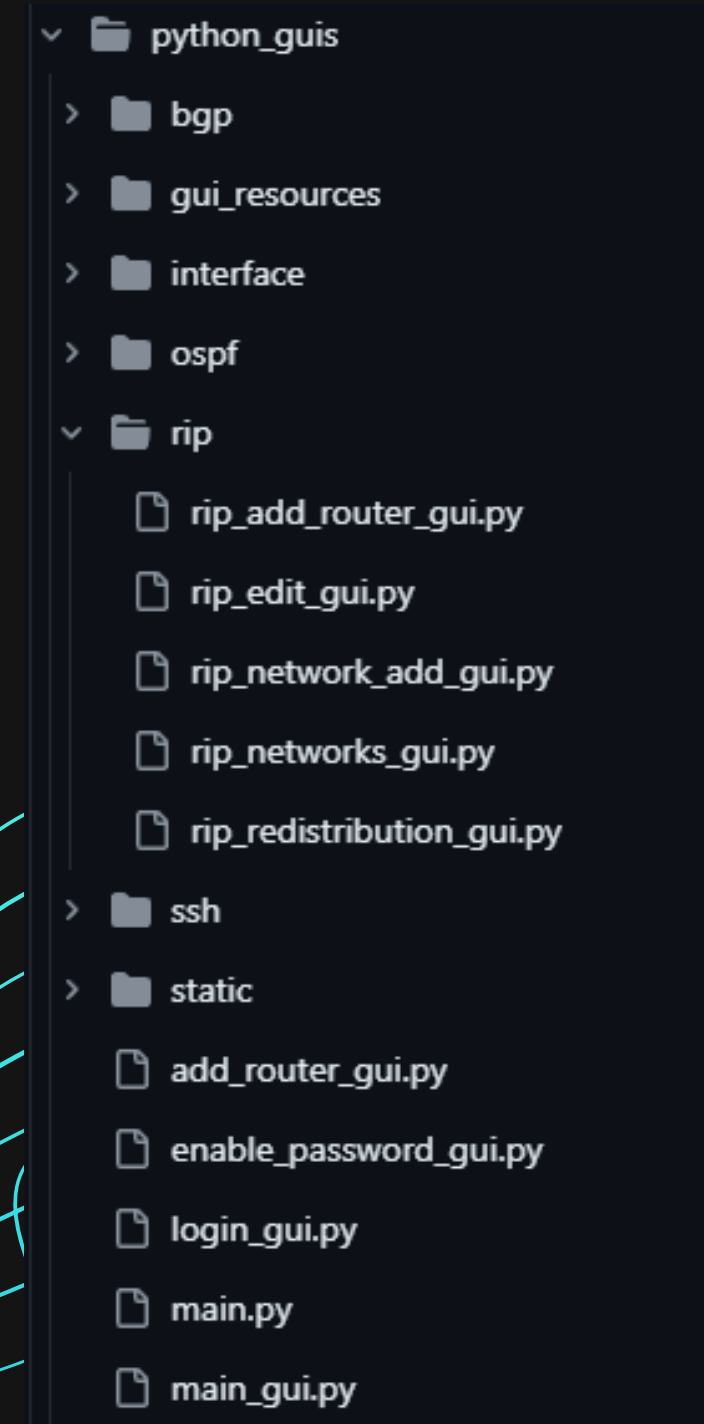 python_guis
bgp
gui_resources
interface
ospf
rip
rip_add_router_gui.py
rip_edit_gui.py
rip_network_add_gui.py
rip_networks_gui.py
rip_redistribution_gui.py
ssh
static
add_router_gui.py
enable_password_gui.py
login_gui.py
main.py
main_gui.py